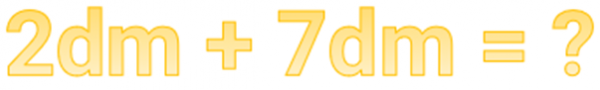 2dm + 7dm = ?